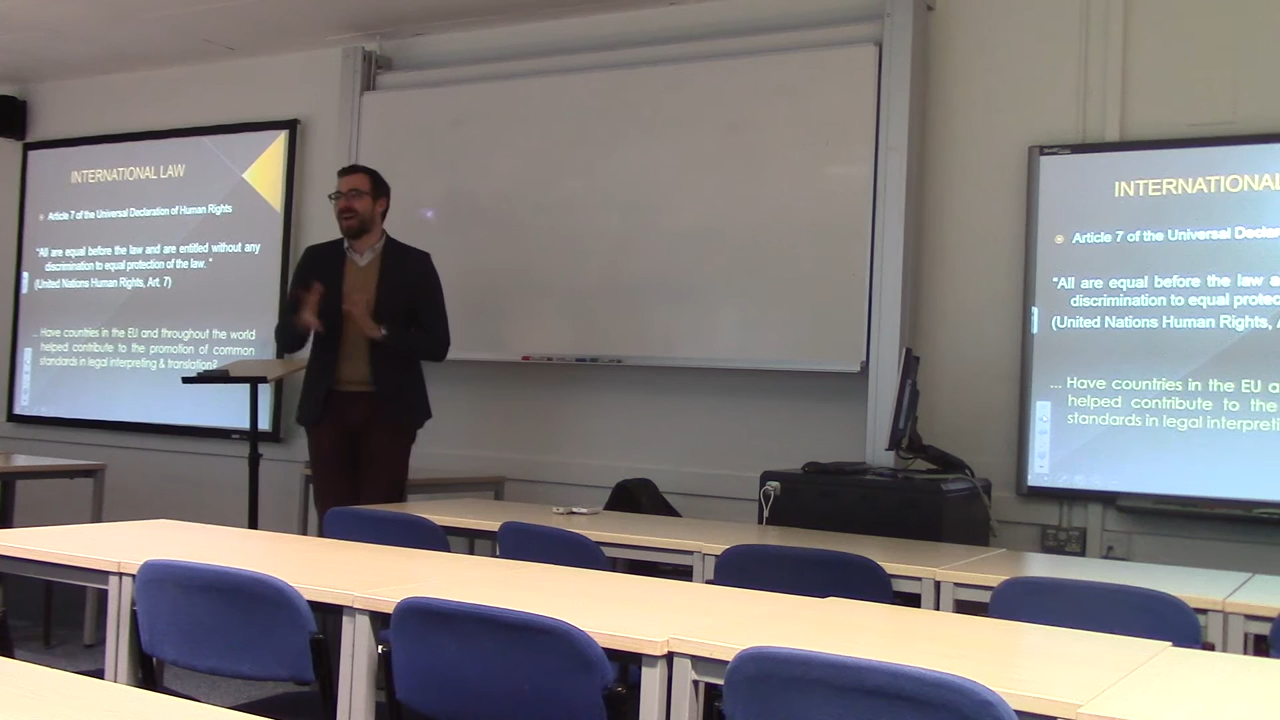 INTERNATIONAL LAW
Article 7 of the Universal Declaration of Human Rights
"All are equal before the law and are entitled without any
discrimination to equal protection of the law. "
(United Nations Human Rights, Art. 7)
... Have countries in the EU and throughout the world
helped contribute to the promotion of common
standards in legal interpreting & translation?
INTERNATIONAL
Article 7 of the Universal Declar
"All are equal before the law a
discrimination to equal protec
(United Nations Human Rights, A
... Have countries in the EU a
helped contribute to the
standards in legal interpreti